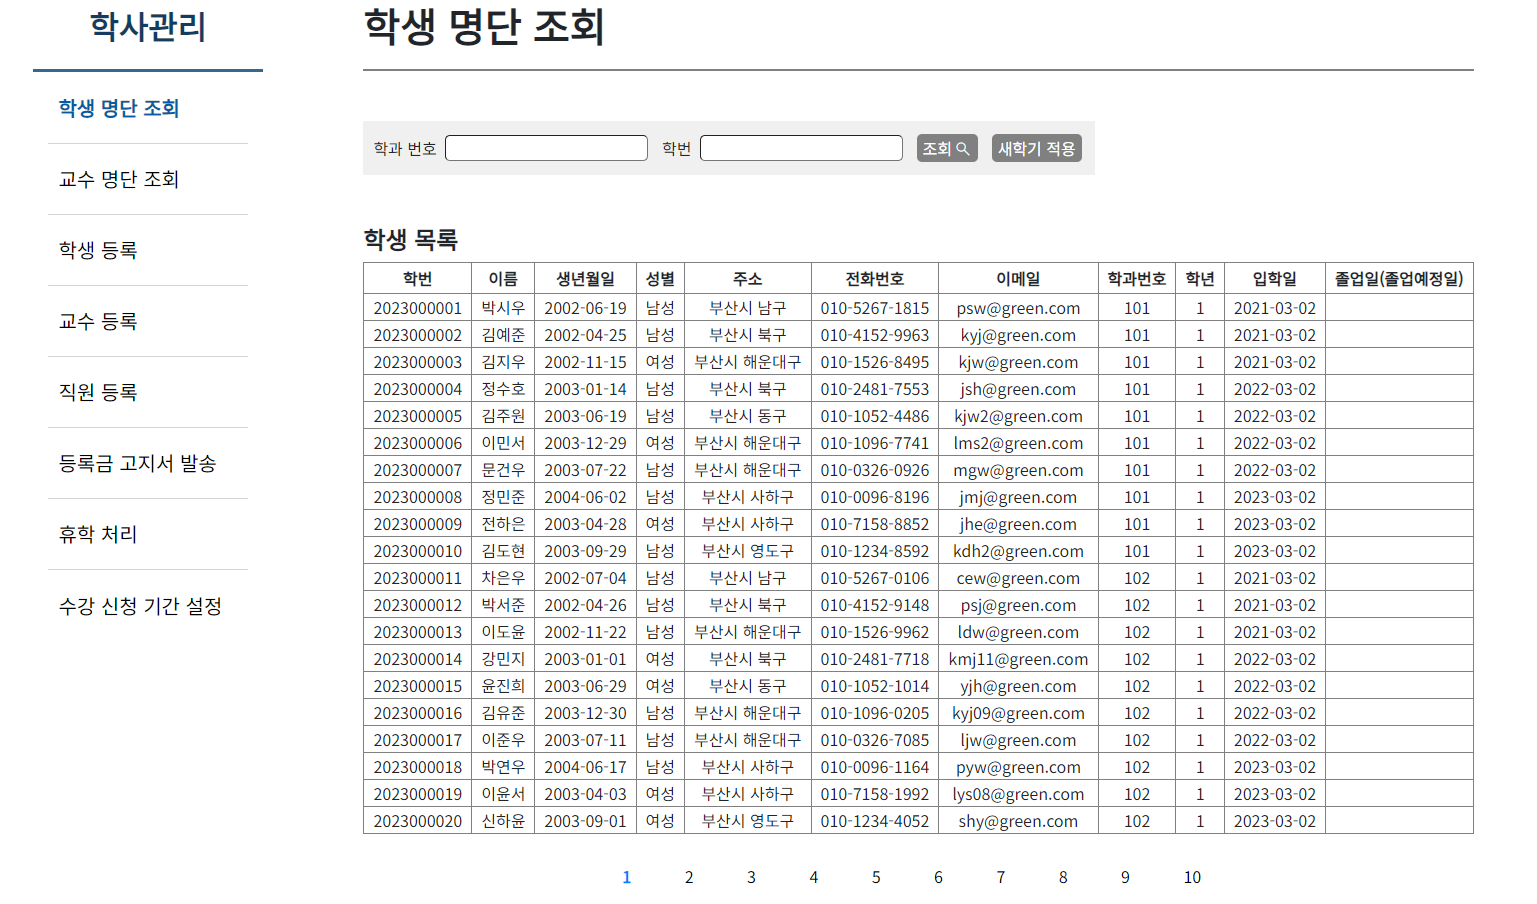 학사관리
학생 명단 조회
교수 명단 조회
학생 등록
교수 등록
직원 등록
등록금 고지서 발송
휴학 처리
수강 신청 기간 설정
학생 명단 조회
학과 번호 학번 조회 새학기 적용
학생 목록
학번 이름 생년월일 성별 주소 전화번호 이메일 학과번호 학년 입학일 졸업일(졸업예정일)
2023000001 박시우 2002-06-19 남성 부산시 남구 010-5267-1815 psw@green.com 101 1 2021-03-02
2023000002 김예준 2002-04-25 남성 부산시 북구 010-4152-9963 kyj@green.com 101 1 2021-03-02
2023000003 김지우 2002-11-15 여성 부산시 해운대구 010-1526-8495 kjw@green.com 101 1 2021-03-02
2023000004 정수호 2003-01-14 남성 부산시 북구 010-2481-7553 jsh@green.com 101 1 2022-03-02
2023000005 김주원 2003-06-19 남성 부산시 동구 010-1052-4486 kjw2@green.com 101 1 2022-03-02
2023000006 이민서 2003-12-29 여성 부산시 해운대구 010-1096-7741 lms2@green.com 101 1 2022-03-02
2023000007 문건우 2003-07-22 남성 부산시 해운대구 010-0326-0926 mgw@green.com 101 1 2022-03-02
2023000008 정민준 2004-06-02 남성 부산시 사하구 010-0096-8196 jmj@green.com 101 1 2023-03-02
2023000009 전하은 2003-04-28 여성 부산시 사하구 010-7158-8852 jhe@green.com 101 1 2023-03-02
2023000010 김도현 2003-09-29 남성 부산시 영도구 010-1234-8592 kdh2@green.com 101 1 2023-03-02
2023000011 차은우 2002-07-04 남성 부산시 남구 010-5267-0106 cew@green.com 102 1 2021-03-02
2023000012 박서준 2002-04-26 남성 부산시 북구 010-4152-9148 psj@green.com 102 1 2021-03-02
2023000013 이도윤 2002-11-22 남성 부산시 해운대구 010-1526-9962 ldw@green.com 102 1 2021-03-02
2023000014 강민지 2003-01-01 여성 부산시 북구 010-2481-7718 kmj11@green.com 102 1 2022-03-02
2023000015 윤진희 2003-06-29 여성 부산시 동구 010-1052-1014 yjh@green.com 102 1 2022-03-02
2023000016 김유준 2003-12-30 남성 부산시 해운대구 010-1096-0205 kyj09@green.com 102 1 2022-03-02
2023000017 이준우 2003-07-11 남성 부산시 해운대구 010-0326-7085 ljw@green.com 102 1 2022-03-02
2023000018 박연우 2004-06-17 남성 부산시 사하구 010-0096-1164 pyw@green.com 102 1 2023-03-02
2023000019 이윤서 2003-04-03 여성 부산시 사하구 010-7158-1992 lys08@green.com 102 1 2023-03-02
2023000020 신하윤 2003-09-01 여성 부산시 영도구 010-1234-4052 shy@green.com 102 1 2023-03-02
1 2 3 4 5 6 7 8 9 10